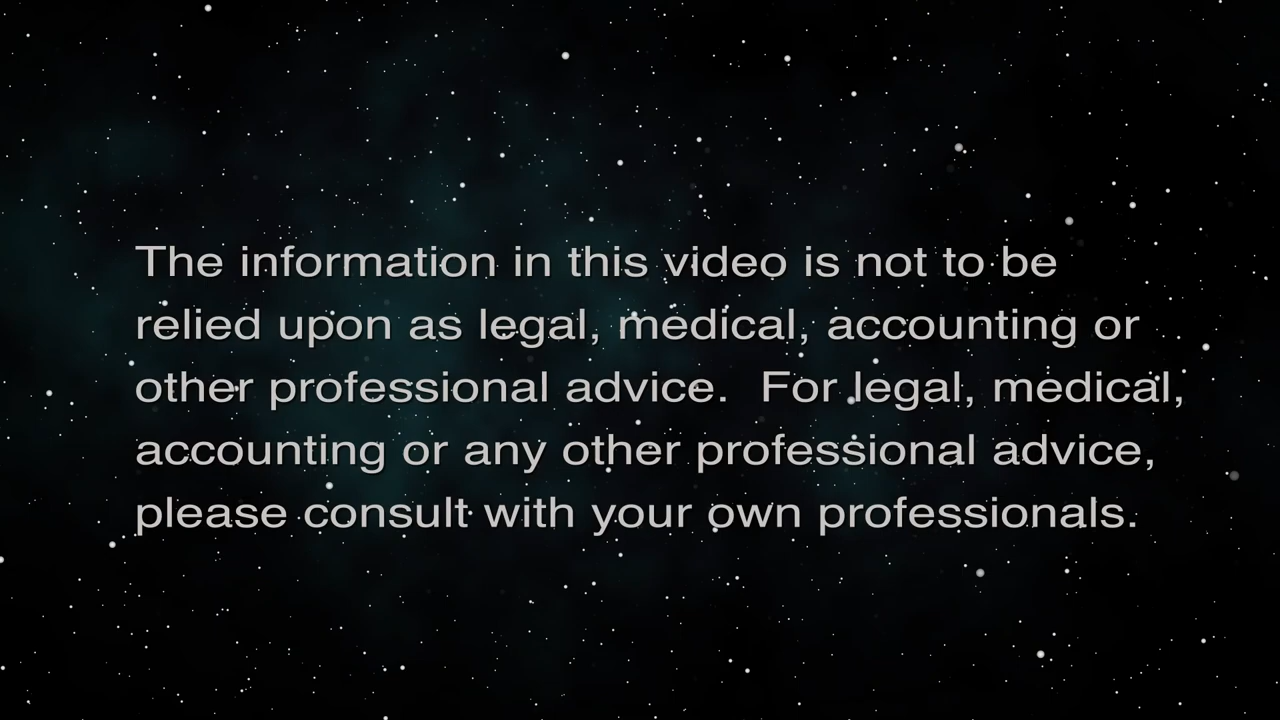 The information in this video is not to be
relied upon as legal, medical, accounting or
other professional advice.  For legal, medical,
accounting or any other professional advice,
please consult with your own professionals.